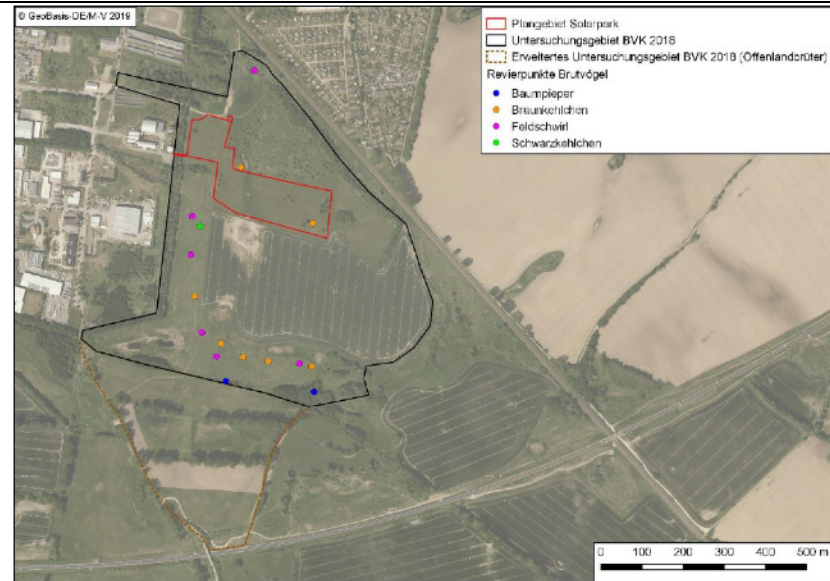 © GeoBasis-DE/M-V 2019
Plangebiet Solarpark
Untersuchungsgebiet BVK 2018
Erweitertes Untersuchungsgebiet BVK 2018 (Offenlandbrüter)
Revierpunkte Brutvögel
Baumpieper
Braunkehlchen
Feldschwirl
Schwarzkehlchen
0 100 200 300 400 500 m